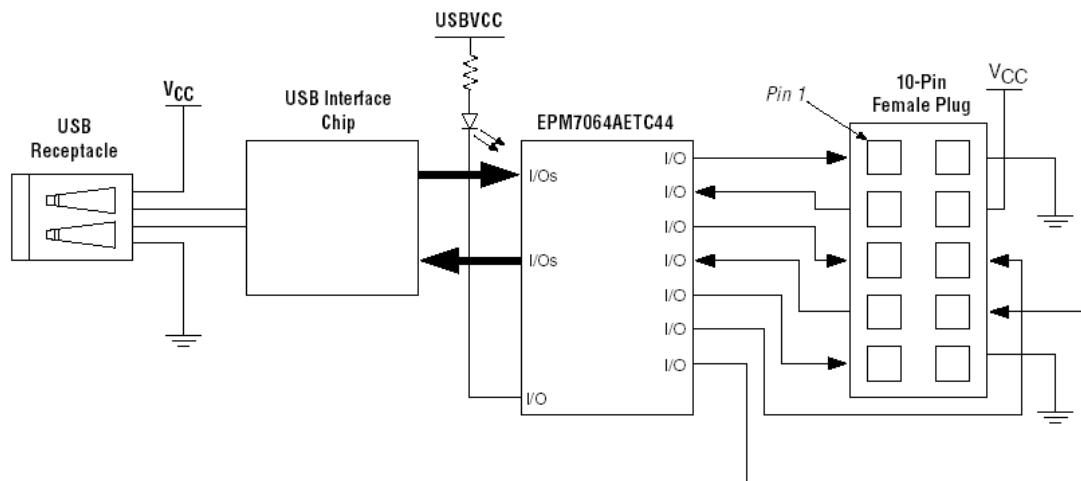 USBVCC
VCC
USB
Receptacle
USB Interface
Chip
EPM7064AETC44
I/Os
I/Os
I/O
I/O
I/O
I/O
I/O
I/O
I/O
I/O
Pin 1
10-Pin
Female Plug
VCC